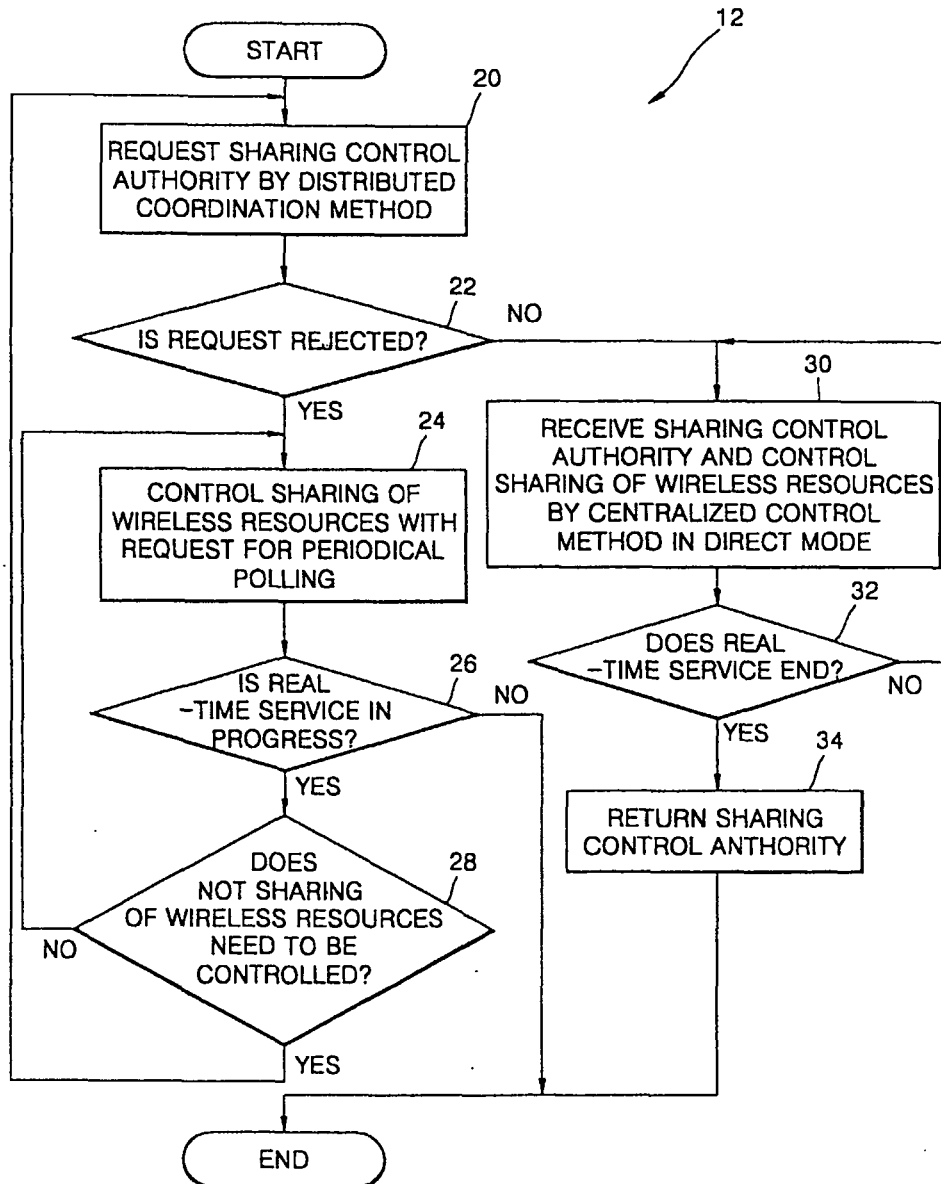 12
START
20
REQUEST SHARING CONTROL
AUTHORITY BY DISTRIBUTED
COORDINATION METHOD
22
IS REQUEST REJECTED?
NO
YES
24
CONTROL SHARING OF
WIRELESS RESOURCES WITH
REQUEST FOR PERIODICAL
POLLING
26
IS REAL
-TIME SERVICE IN
PROGRESS?
NO
YES
28
DOES
NOT SHARING
OF WIRELESS RESOURCES
NEED TO BE
CONTROLLED?
NO
YES
30
RECEIVE SHARING CONTROL
AUTHORITY AND CONTROL
SHARING OF WIRELESS RESOURCES
BY CENTRALIZED CONTROL
METHOD IN DIRECT MODE
32
DOES REAL
-TIME SERVICE END?
NO
YES
34
RETURN SHARING
CONTROL ANTHORITY
END